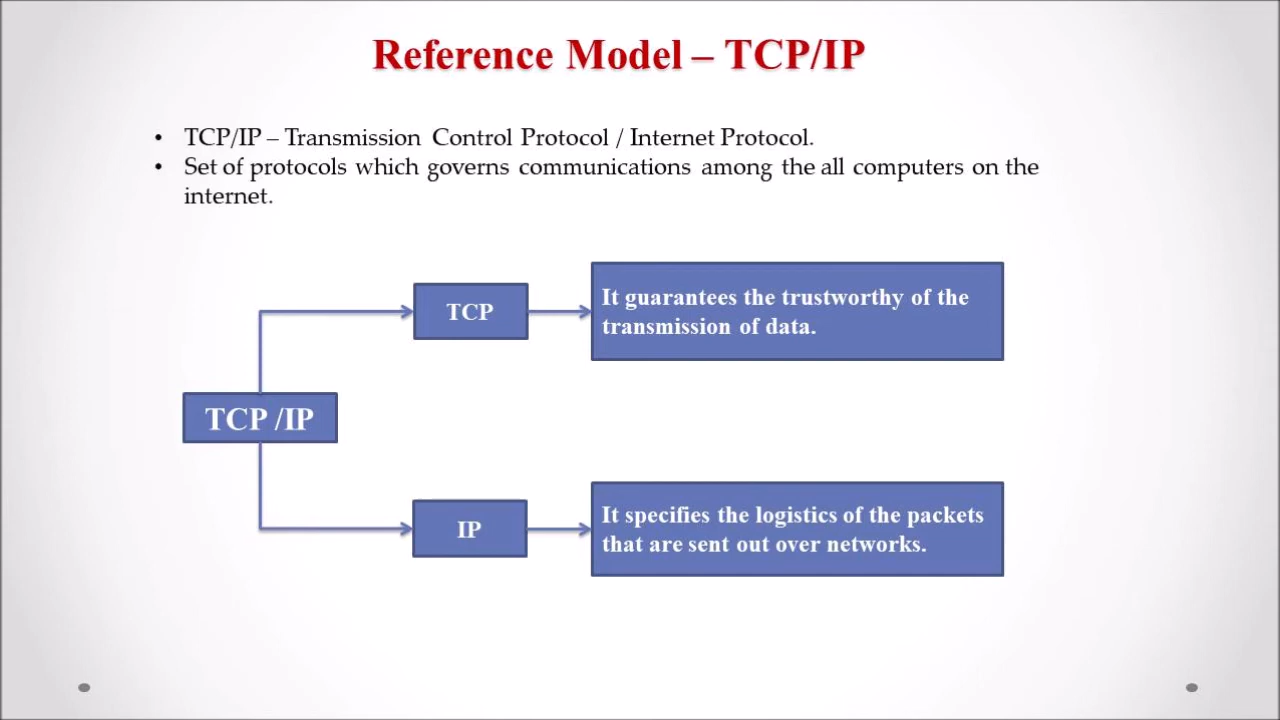 Reference Model – TCP/IP
• TCP/IP – Transmission Control Protocol / Internet Protocol.
• Set of protocols which governs communications among the all computers on the
internet.
TCP
It guarantees the trustworthy of the
transmission of data.
TCP /IP
IP
It specifies the logistics of the packets
that are sent out over networks.